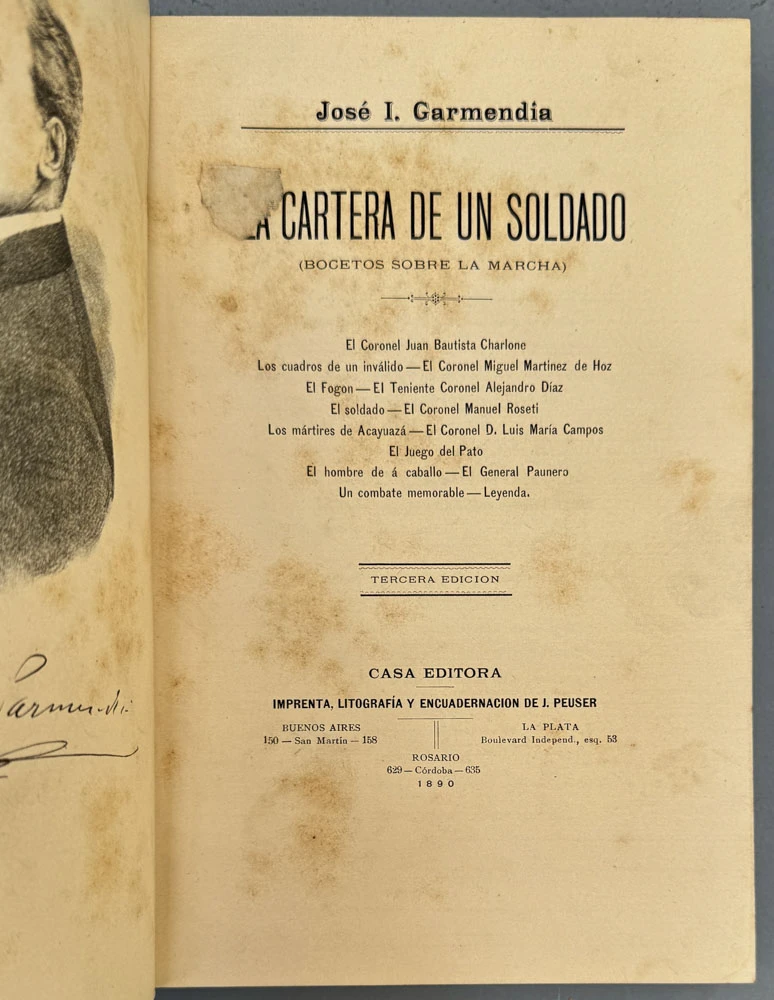 José I. Garmendia
LA CARTERA DE UN SOLDADO
(BOCETOS SOBRE LA MARCHA)
El Coronel Juan Bautista Charlone
Los cuadros de un inválido — El Coronel Miguel Martinez de Hoz
El Fogon — El Teniente Coronel Alejandro Díaz
El soldado — El Coronel Manuel Roseti
Los mártires de Acayuazá — El Coronel D. Luis María Campos
El Juego del Pato
El hombre de á caballo — El General Paunero
Un combate memorable — Leyenda.
TERCERA EDICION
CASA EDITORA
IMPRENTA, LITOGRAFÍA Y ENCUADERNACION DE J. PEUSER
BUENOS AIRES
150 — San Martin — 158
LA PLATA
Boulevard Independ., esq. 53
ROSARIO
629 — Córdoba — 635
1890